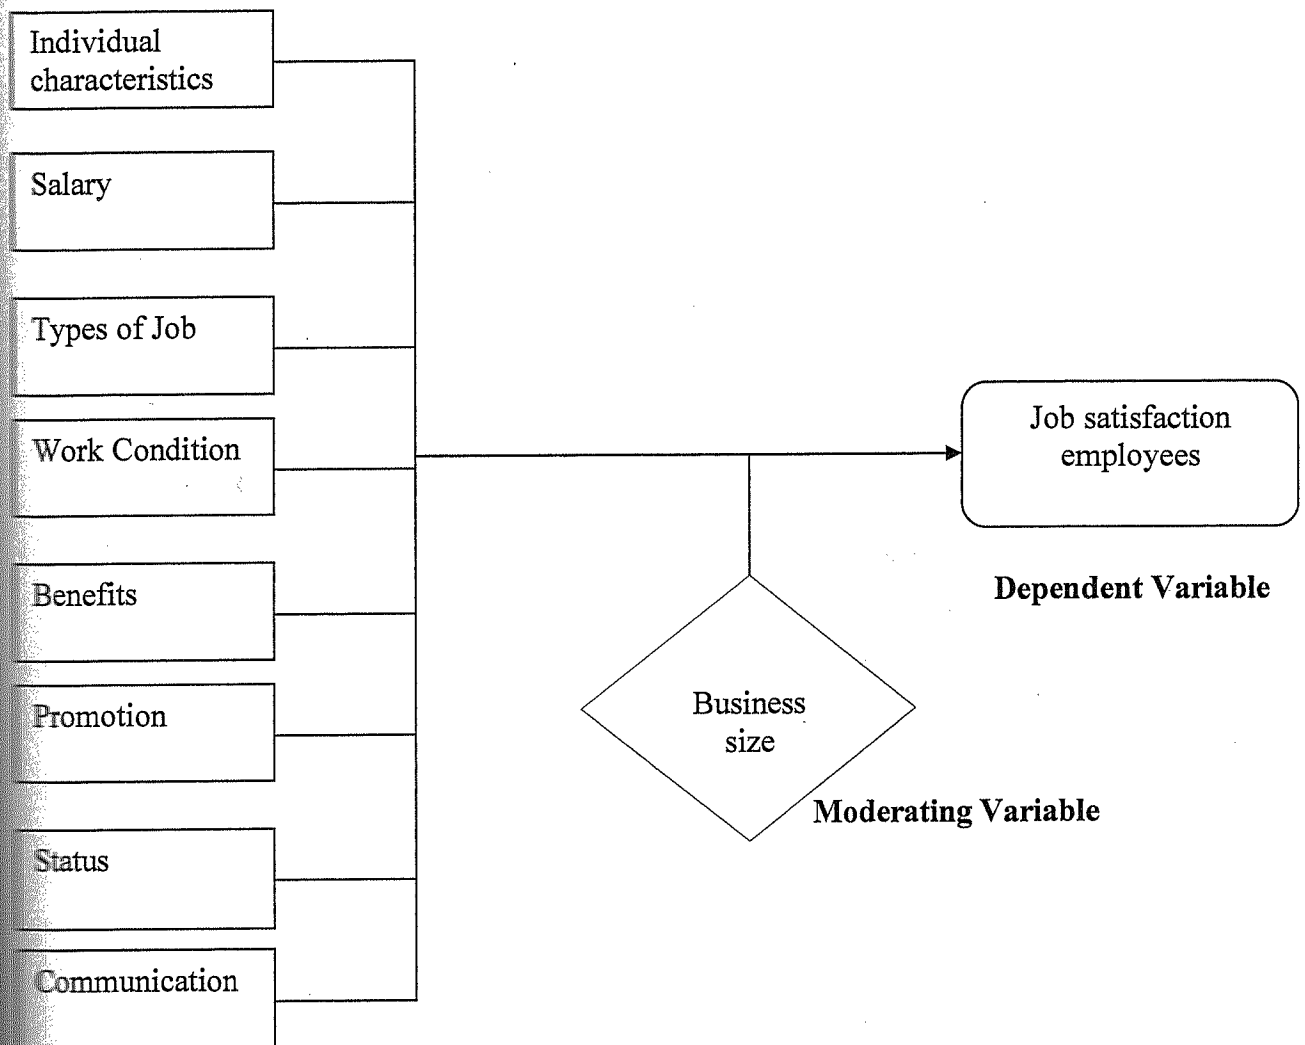 Individual
characteristics
Salary
Types of Job
Work Condition
Benefits
Promotion
Status
Communication
Job satisfaction
employees
Dependent Variable
Business
size
Moderating Variable